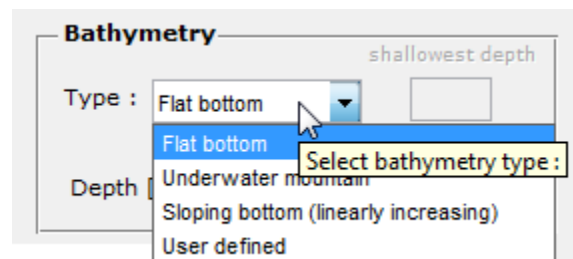 Bathymetry
shallowest depth
Type : Flat bottom
Flat bottom
Select bathymetry type :
Underwater mountain
Depth [
Sloping bottom (linearly increasing)
User defined